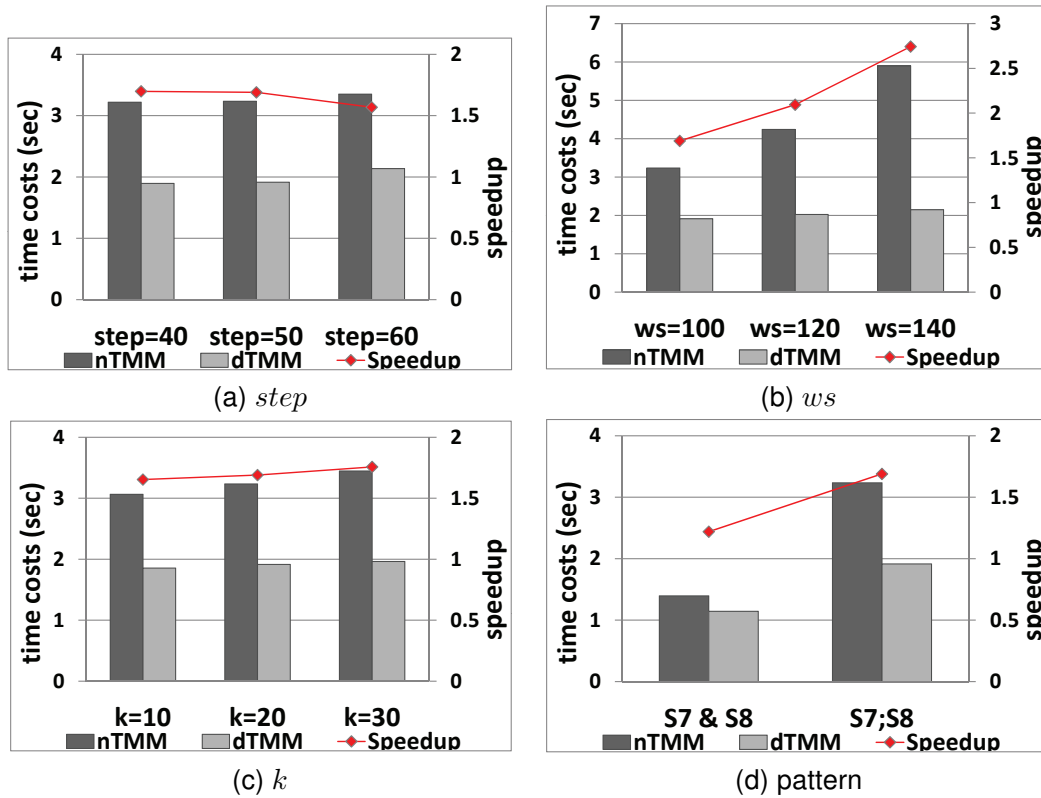 4
3
2
1
0
time costs (sec)
2
1.5
1
0.5
0
speedup
step=40 step=50 step=60
nTMM dTMM Speedup
(a) step
7
6
5
4
3
2
1
0
time costs (sec)
3
2.5
2
1.5
1
0.5
0
speedup
ws=100 ws=120 ws=140
nTMM dTMM Speedup
(b) ws
4
3
2
1
0
time costs (sec)
2
1.5
1
0.5
0
speedup
k=10 k=20 k=30
nTMM dTMM Speedup
(c) k
4
3
2
1
0
time costs (sec)
2
1.5
1
0.5
0
speedup
S7 & S8 S7;S8
nTMM dTMM Speedup
(d) pattern